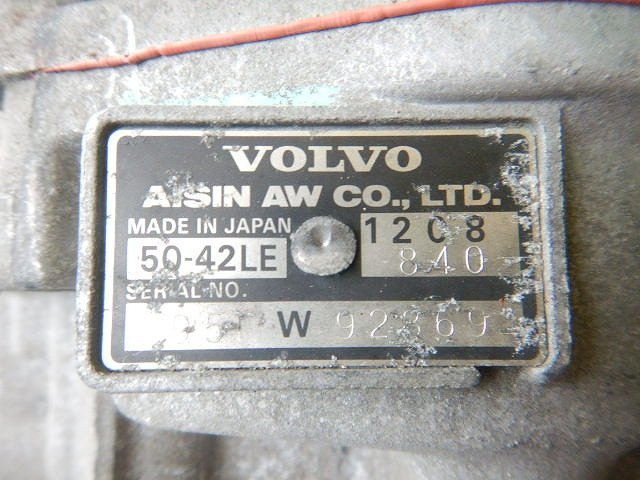 VOLVO
AISIN AW CO., LTD.
MADE IN JAPAN 1208
50-42LE 840
SERIAL NO.
W 92369